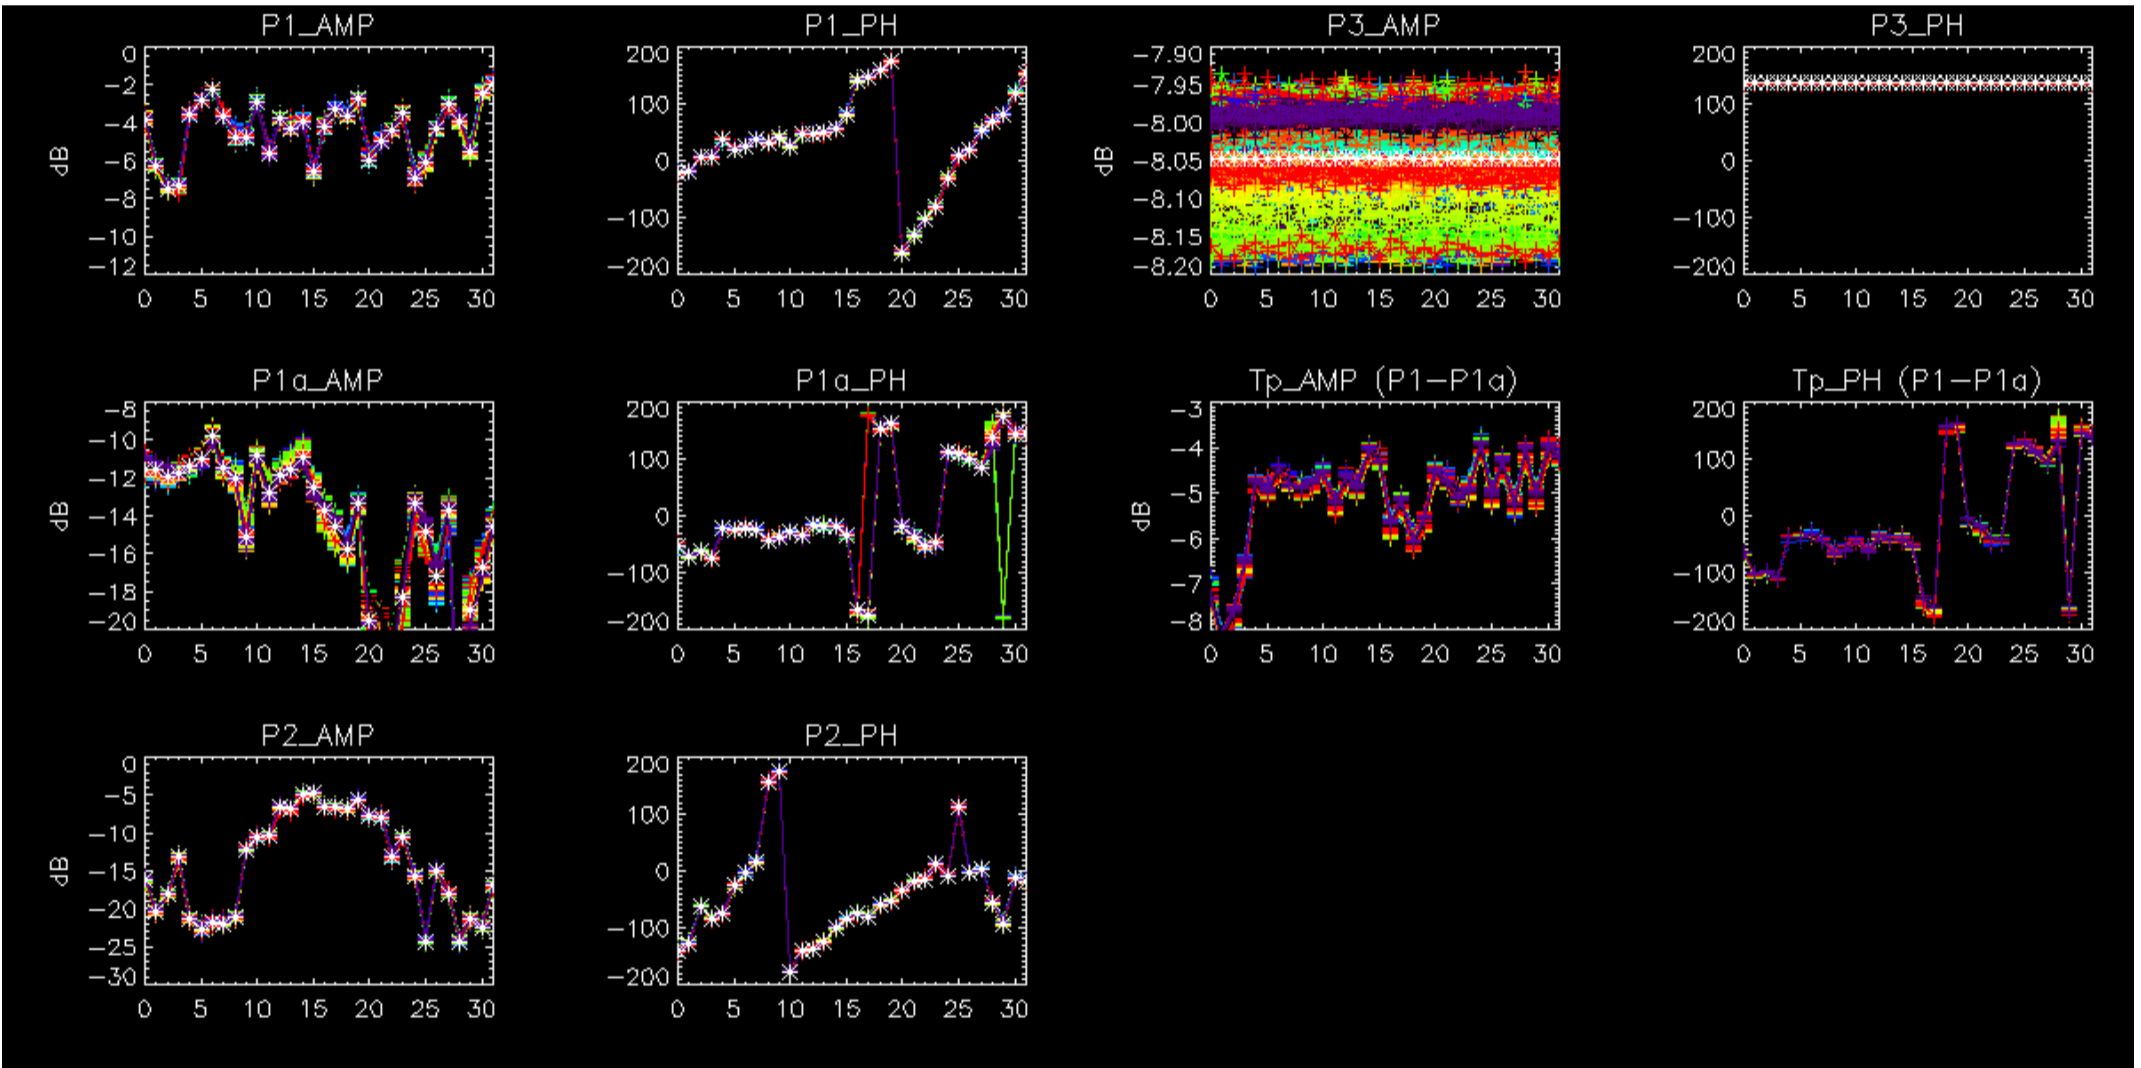 P1_AMP
P1_PH
P3_AMP
P3_PH
0
−2
−4
−6
−8
−10
−12
dB
0 5 10 15 20 25 30
200
100
0
−100
−200
0 5 10 15 20 25 30
−7.90
−7.95
−8.00
−8.05
−8.10
−8.15
−8.20
dB
0 5 10 15 20 25 30
200
100
0
−100
−200
0 5 10 15 20 25 30
P1a_AMP
P1a_PH
Tp_AMP (P1−P1a)
Tp_PH (P1−P1a)
−8
−10
−12
−14
−16
−18
−20
dB
0 5 10 15 20 25 30
200
100
0
−100
−200
0 5 10 15 20 25 30
−3
−4
−5
−6
−7
−8
dB
0 5 10 15 20 25 30
200
100
0
−100
−200
0 5 10 15 20 25 30
P2_AMP
P2_PH
0
−5
−10
−15
−20
−25
−30
dB
0 5 10 15 20 25 30
200
100
0
−100
−200
0 5 10 15 20 25 30